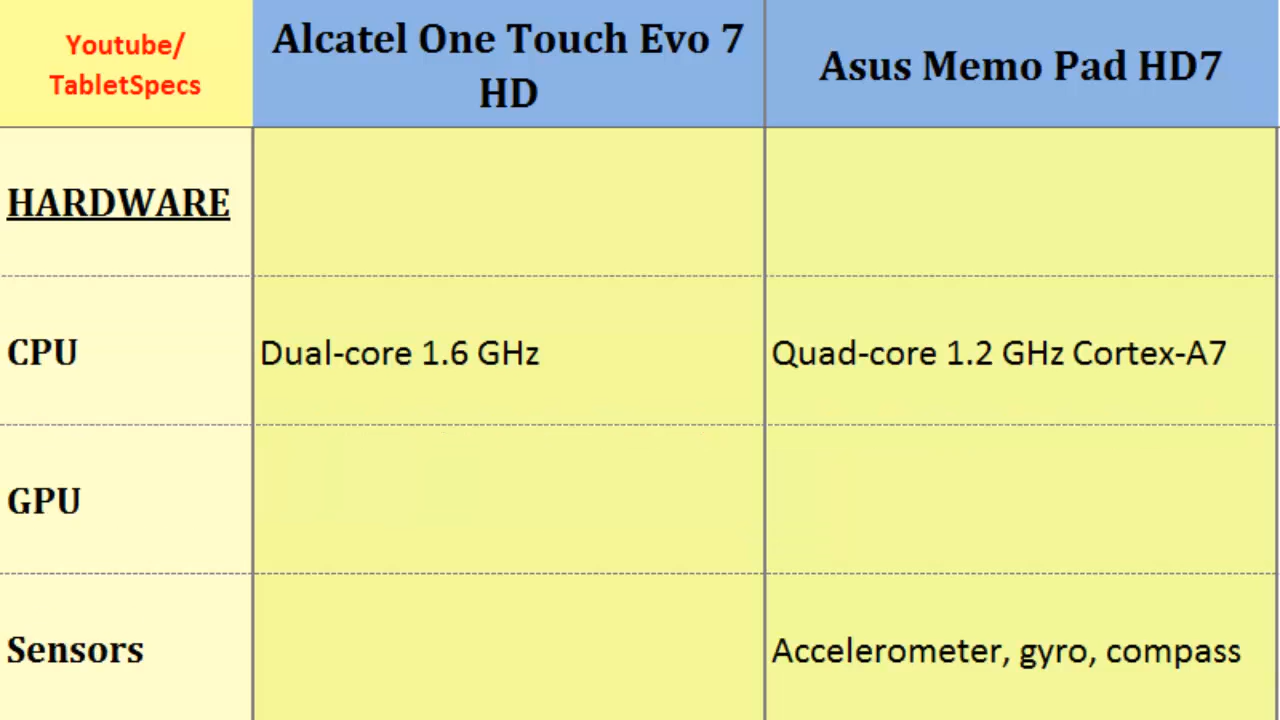 Youtube/
TabletSpecs
Alcatel One Touch Evo 7
HD
Asus Memo Pad HD7
HARDWARE
CPU
Dual-core 1.6 GHz
Quad-core 1.2 GHz Cortex-A7
GPU
Sensors
Accelerometer, gyro, compass